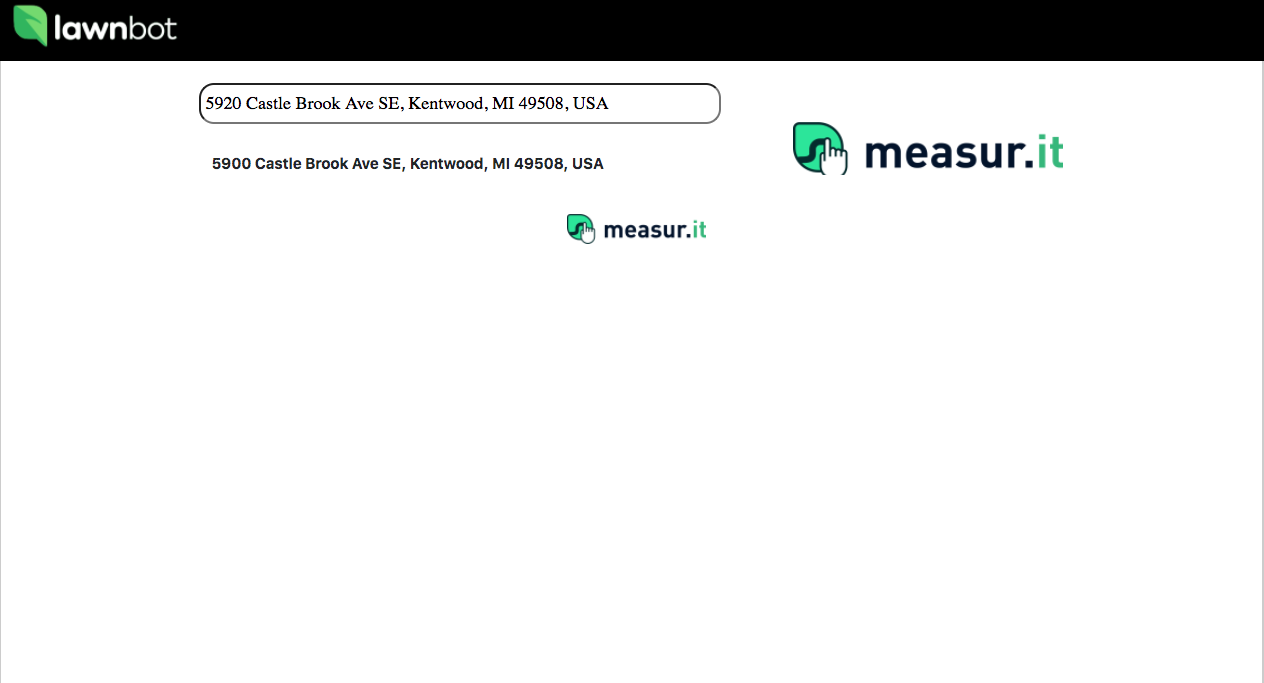 lawnbot
5920 Castle Brook Ave SE, Kentwood, MI 49508, USA
measur.it
5900 Castle Brook Ave SE, Kentwood, MI 49508, USA
measur.it